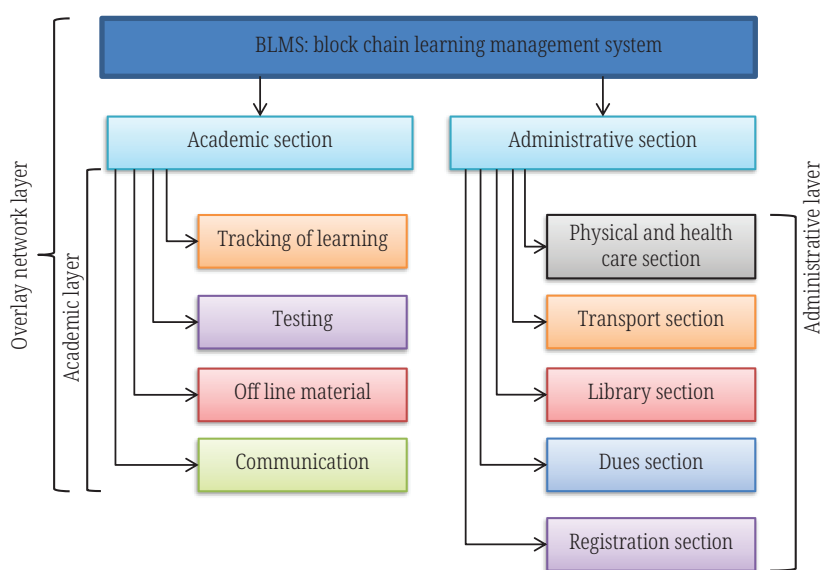 BLMS: block chain learning management system
Academic section
Administrative section
Overlay network layer
Academic layer
Tracking of learning
Testing
Off line material
Communication
Physical and health
care section
Transport section
Library section
Dues section
Registration section
Administrative laver